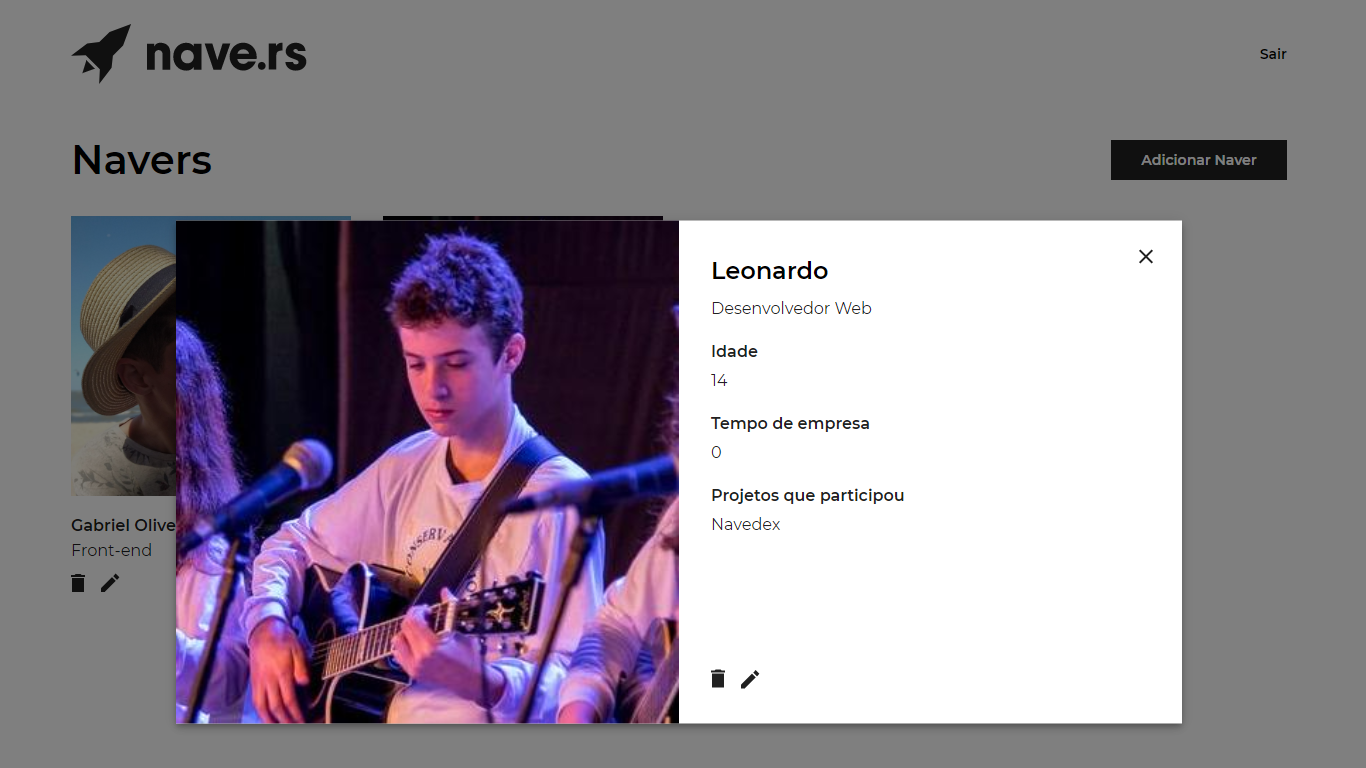 nave.rs
Sair
Navers
Adicionar Naver
Leonardo
Desenvolvedor Web
Idade
14
Tempo de empresa
0
Projetos que participou
Navedex
Gabriel Olive
Front-end